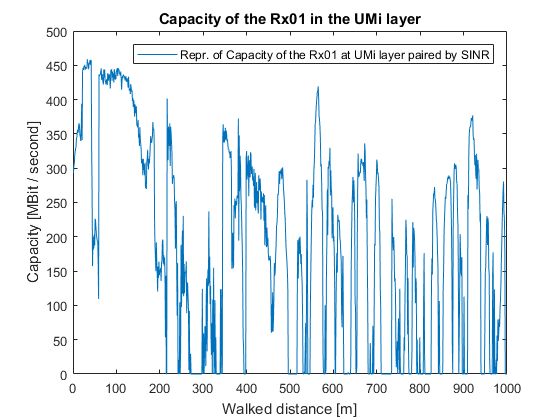 Capacity of the Rx01 in the UMi layer
Repr. of Capacity of the Rx01 at UMi layer paired by SINR
Capacity [MBit / second]
500
450
400
350
300
250
200
150
100
50
0
0 100 200 300 400 500 600 700 800 900 1000
Walked distance [m]